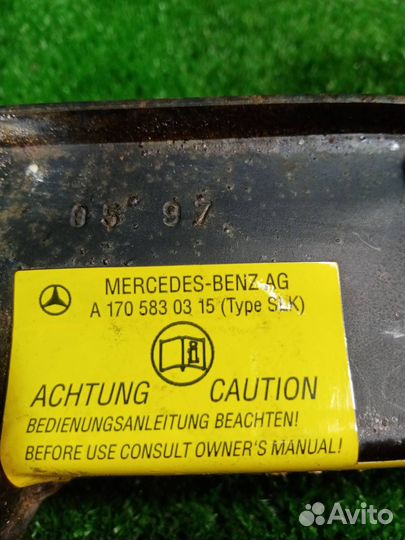 05 97
MERCEDES-BENZ AG
A 170 583 03 15 (Type SLK)
ACHTUNG CAUTION
BEDIENUNGSANLEITUNG BEACHTEN!
BEFORE USE CONSULT OWNER'S MANUAL!
Avito